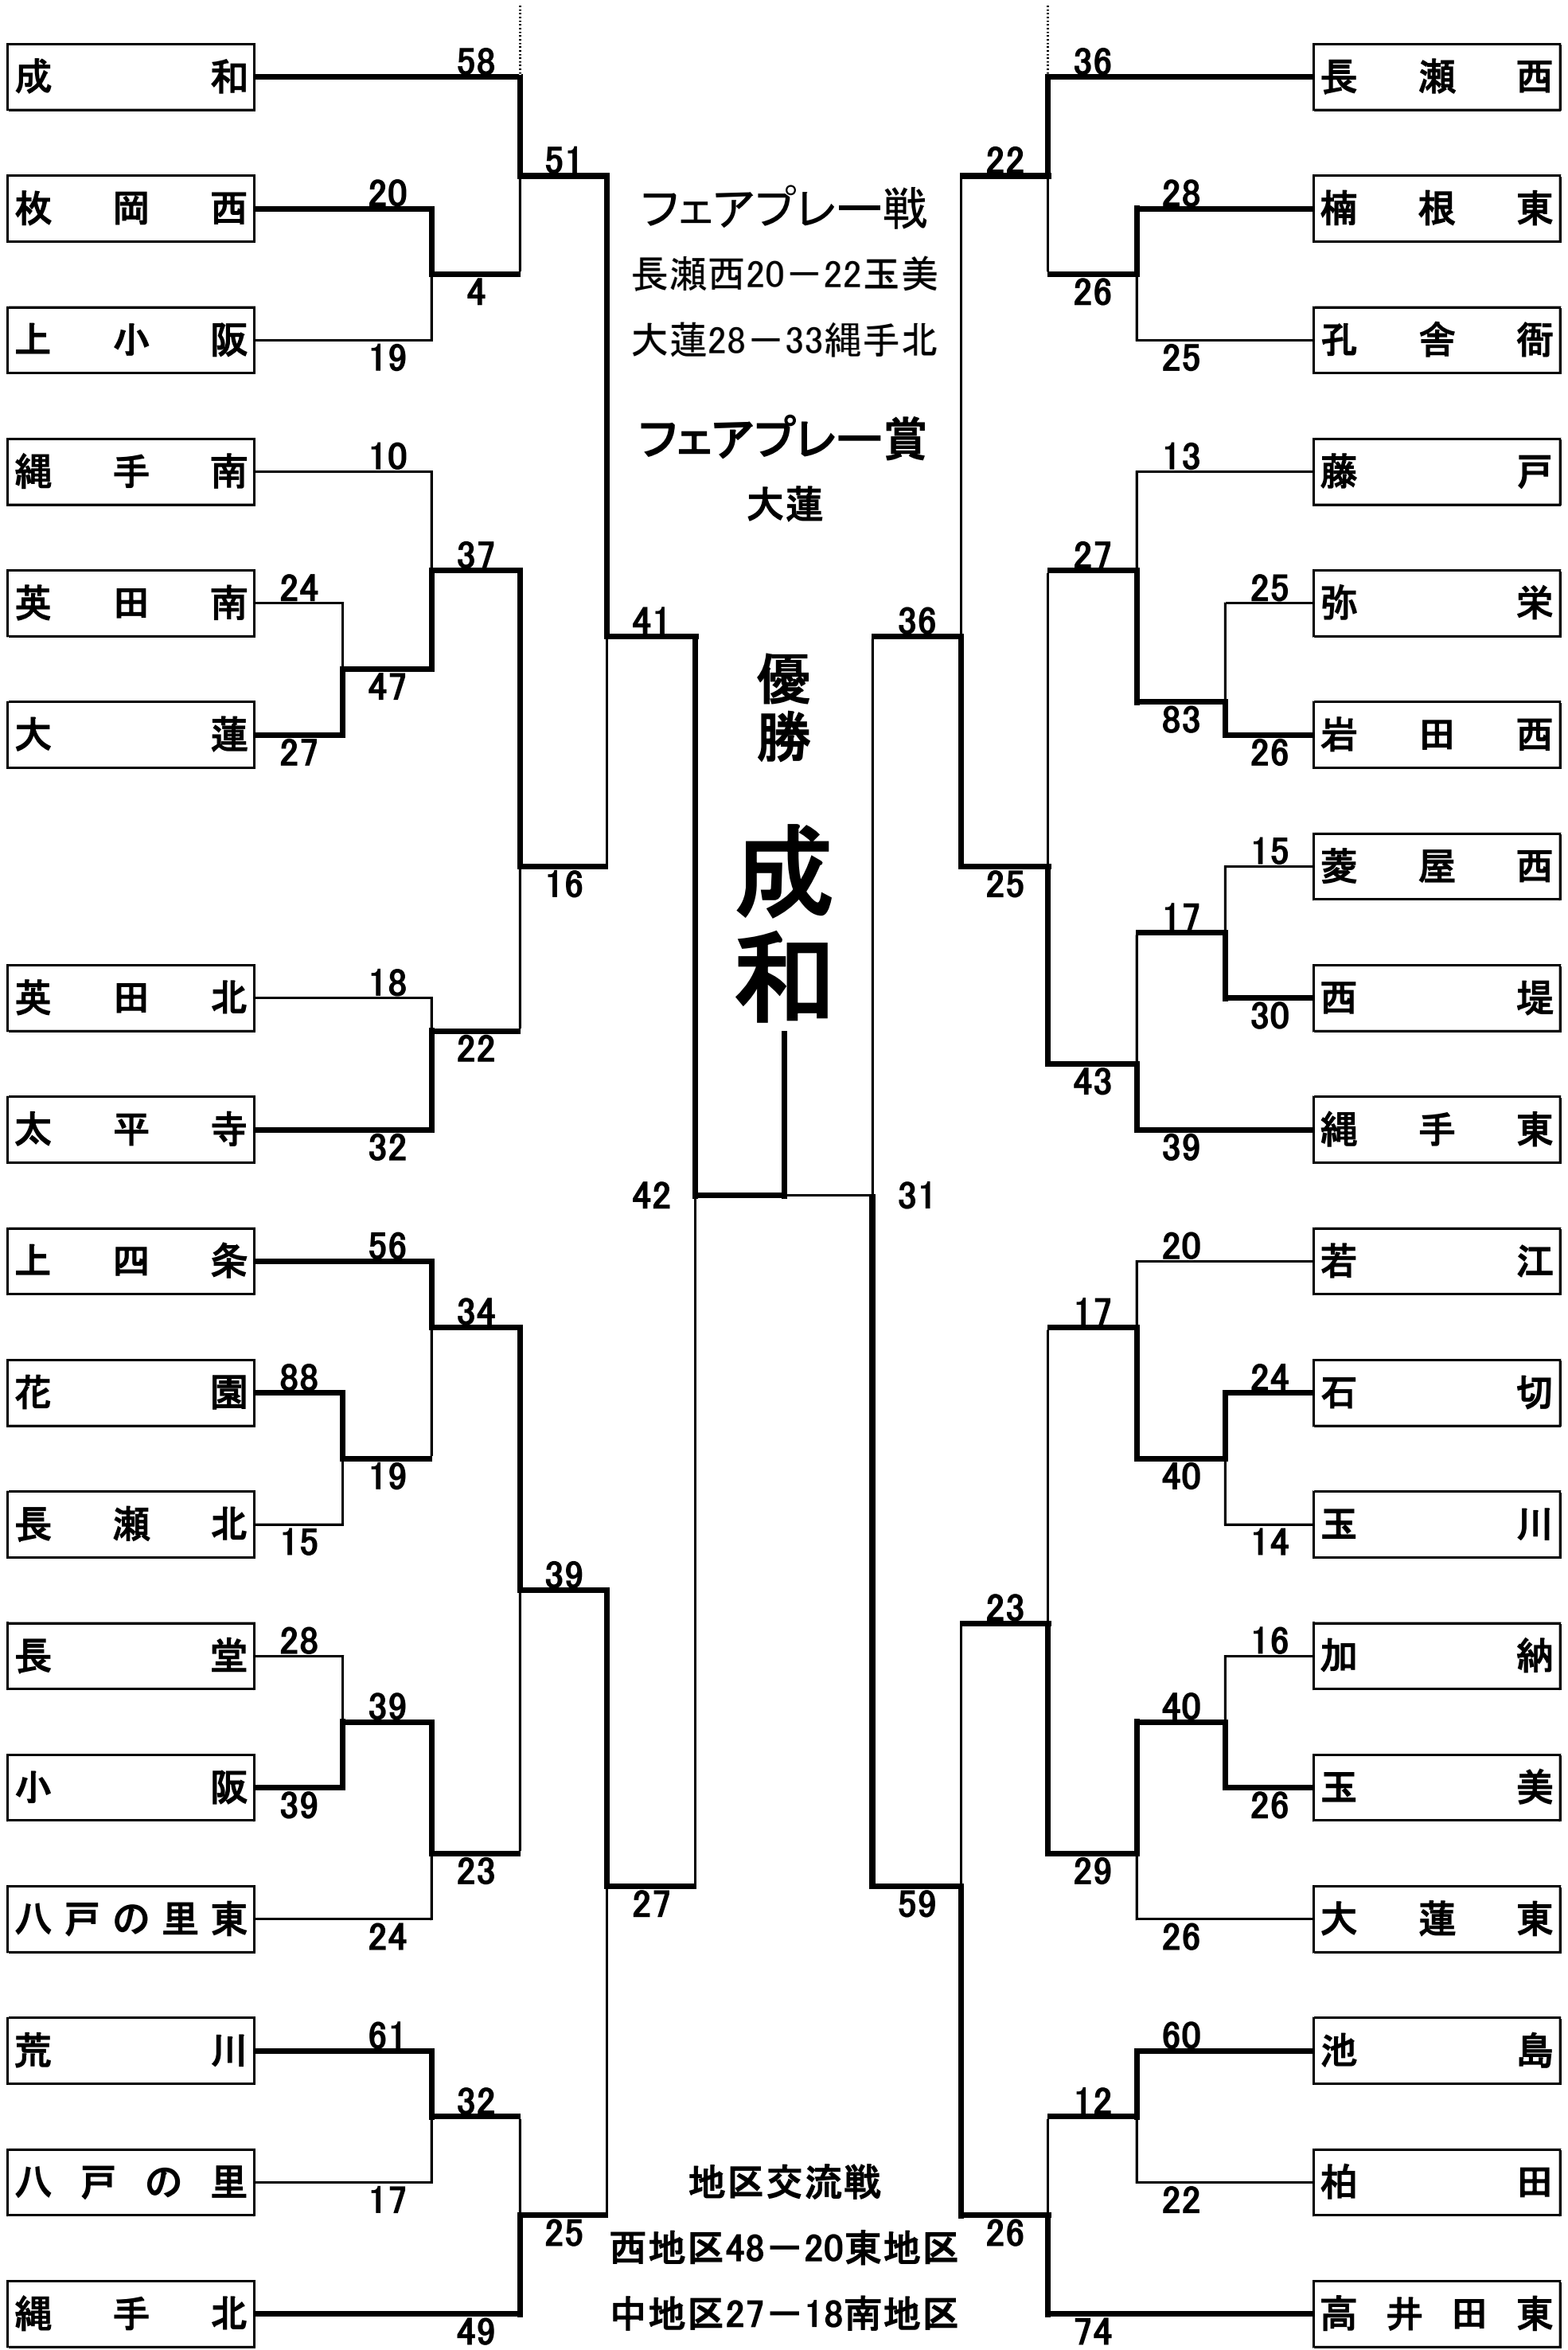 成和 58 36 長瀬西
51 22
枚岡西 20 フェアプレー戦 28 楠根東
4 長瀬西20－22玉美 26
上小阪 19 大蓮28－33縄手北 25 孔舎衙
縄手南 10 フェアプレー賞 13 藤戸
大蓮
37 27
英田南 24 25 弥栄
41 36
47 83
大蓮 27 優勝 26 岩田西
16 成和 25
15 菱屋西
17
英田北 18 30 西堤
22 43
太平寺 32 39 縄手東
42 31
上四条 56 20 若江
34 17
花園 88 24 石切
19 40
長瀬北 15 14 玉川
39 23
長堂 28 16 加納
39 40
小阪 39 26 玉美
23 29
27 59
八戸の里東 24 26 大蓮東
荒川 61 60 池島
32 12
八戸の里 17 地区交流戦 22 柏田
25 西地区48－20東地区 26
縄手北 49 中地区27－18南地区 74 高井田東